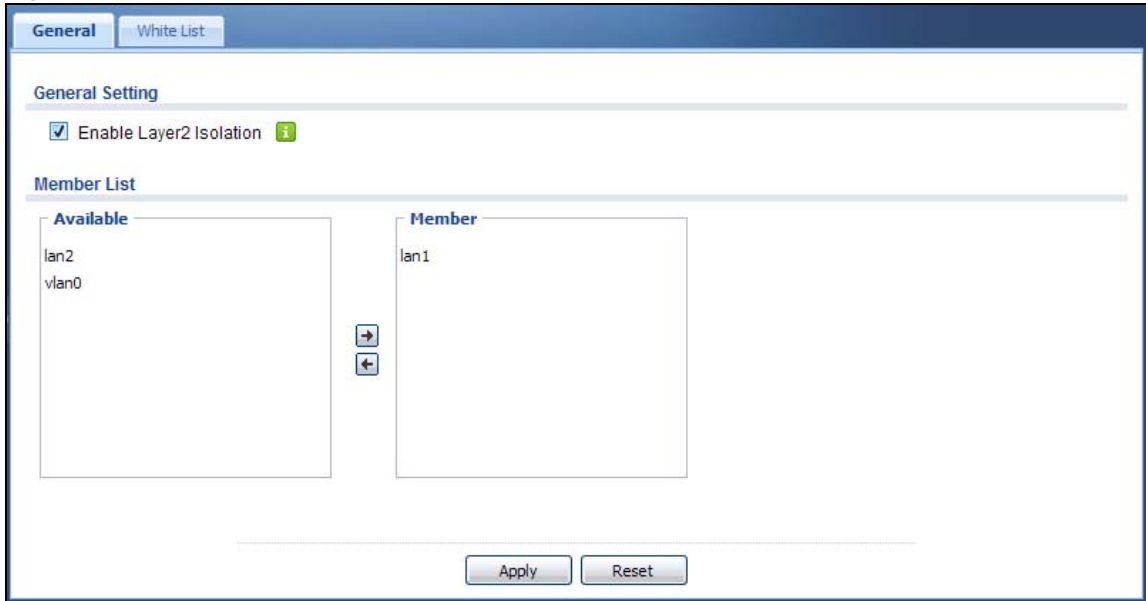 General
White List
General Setting
Enable Layer2 Isolation
Member List
Available
lan2
vlan0
Member
lan1
Apply
Reset